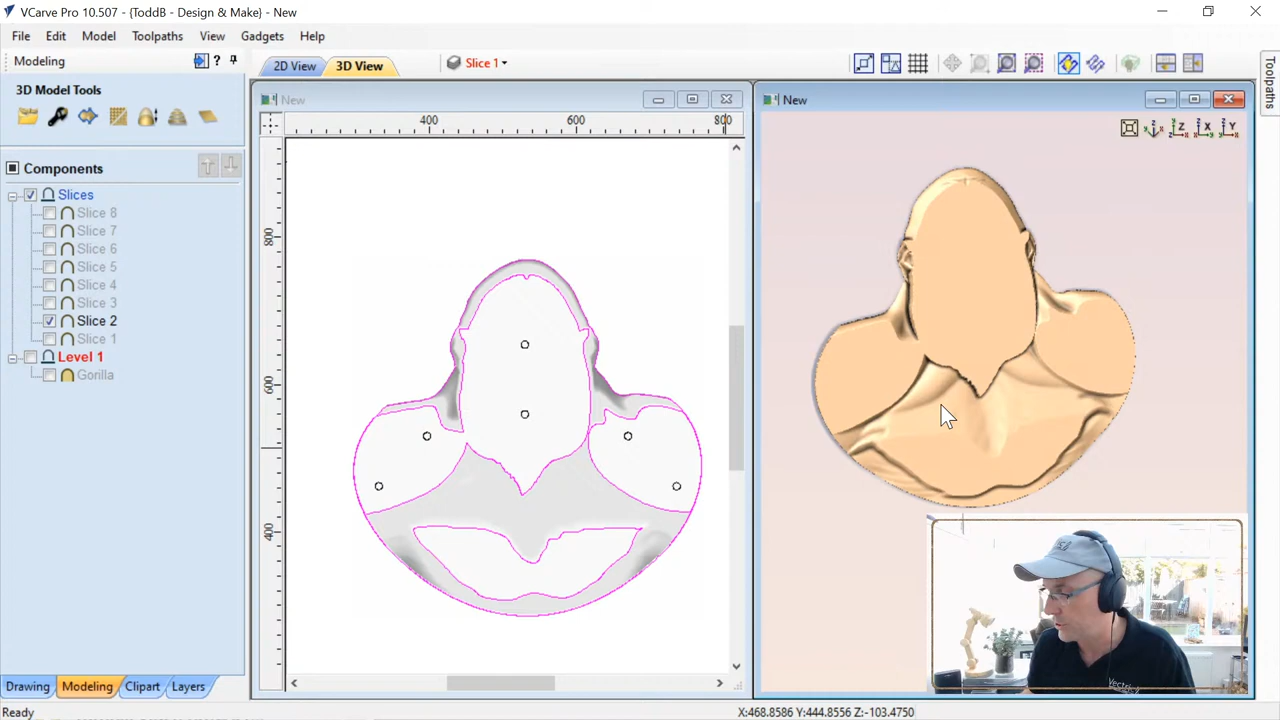 VCarve Pro 10.507 - {ToddB - Design & Make} - New
File Edit Model Toolpaths View Gadgets Help
Modeling
?
2D View
3D View
Slice 1
Toolpaths
3D Model Tools
Components
Slices
Slice 8
Slice 7
Slice 6
Slice 5
Slice 4
Slice 3
Slice 2
Slice 1
Level 1
Gorilla
New
400 600 800
800
600
400
New
Z X Y
Vectric
Drawing Modeling Clipart Layers
Ready
X:468.8586 Y:444.8556 Z:-103.4750